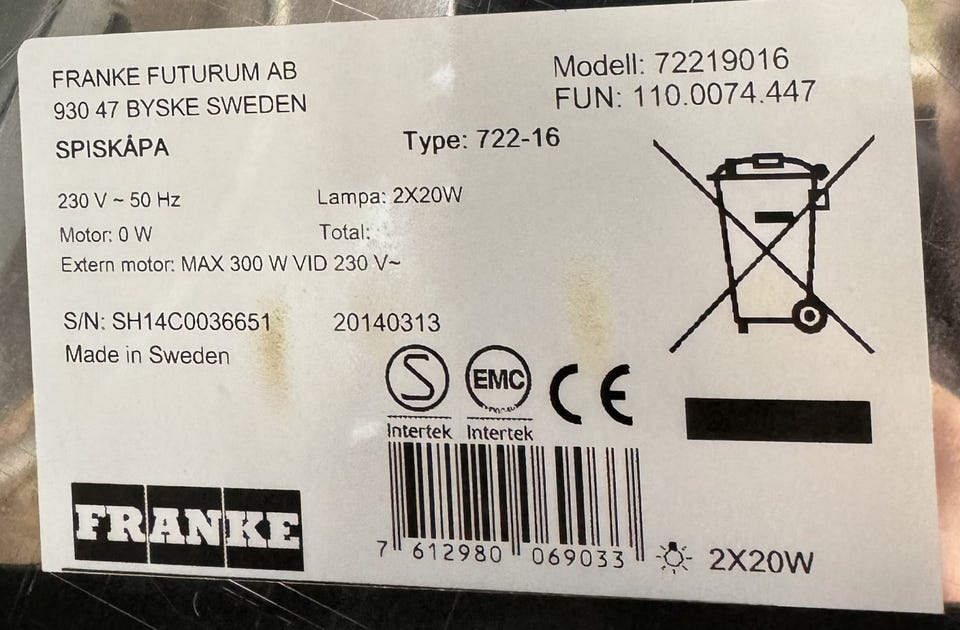 FRANKE FUTURUM AB
930 47 BYSKE SWEDEN
SPISKÅPA
Modell: 72219016
FUN: 110.0074.447
Type: 722-16
230 V ~ 50 Hz
Lampa: 2X20W
Motor: 0 W
Total:
Extern motor: MAX 300 W VID 230 V~
S/N: SH14C0036651
20140313
Made in Sweden
S
Intertek
EMC
Intertek
CE
FRANKE
7 612980 069033
2X20W